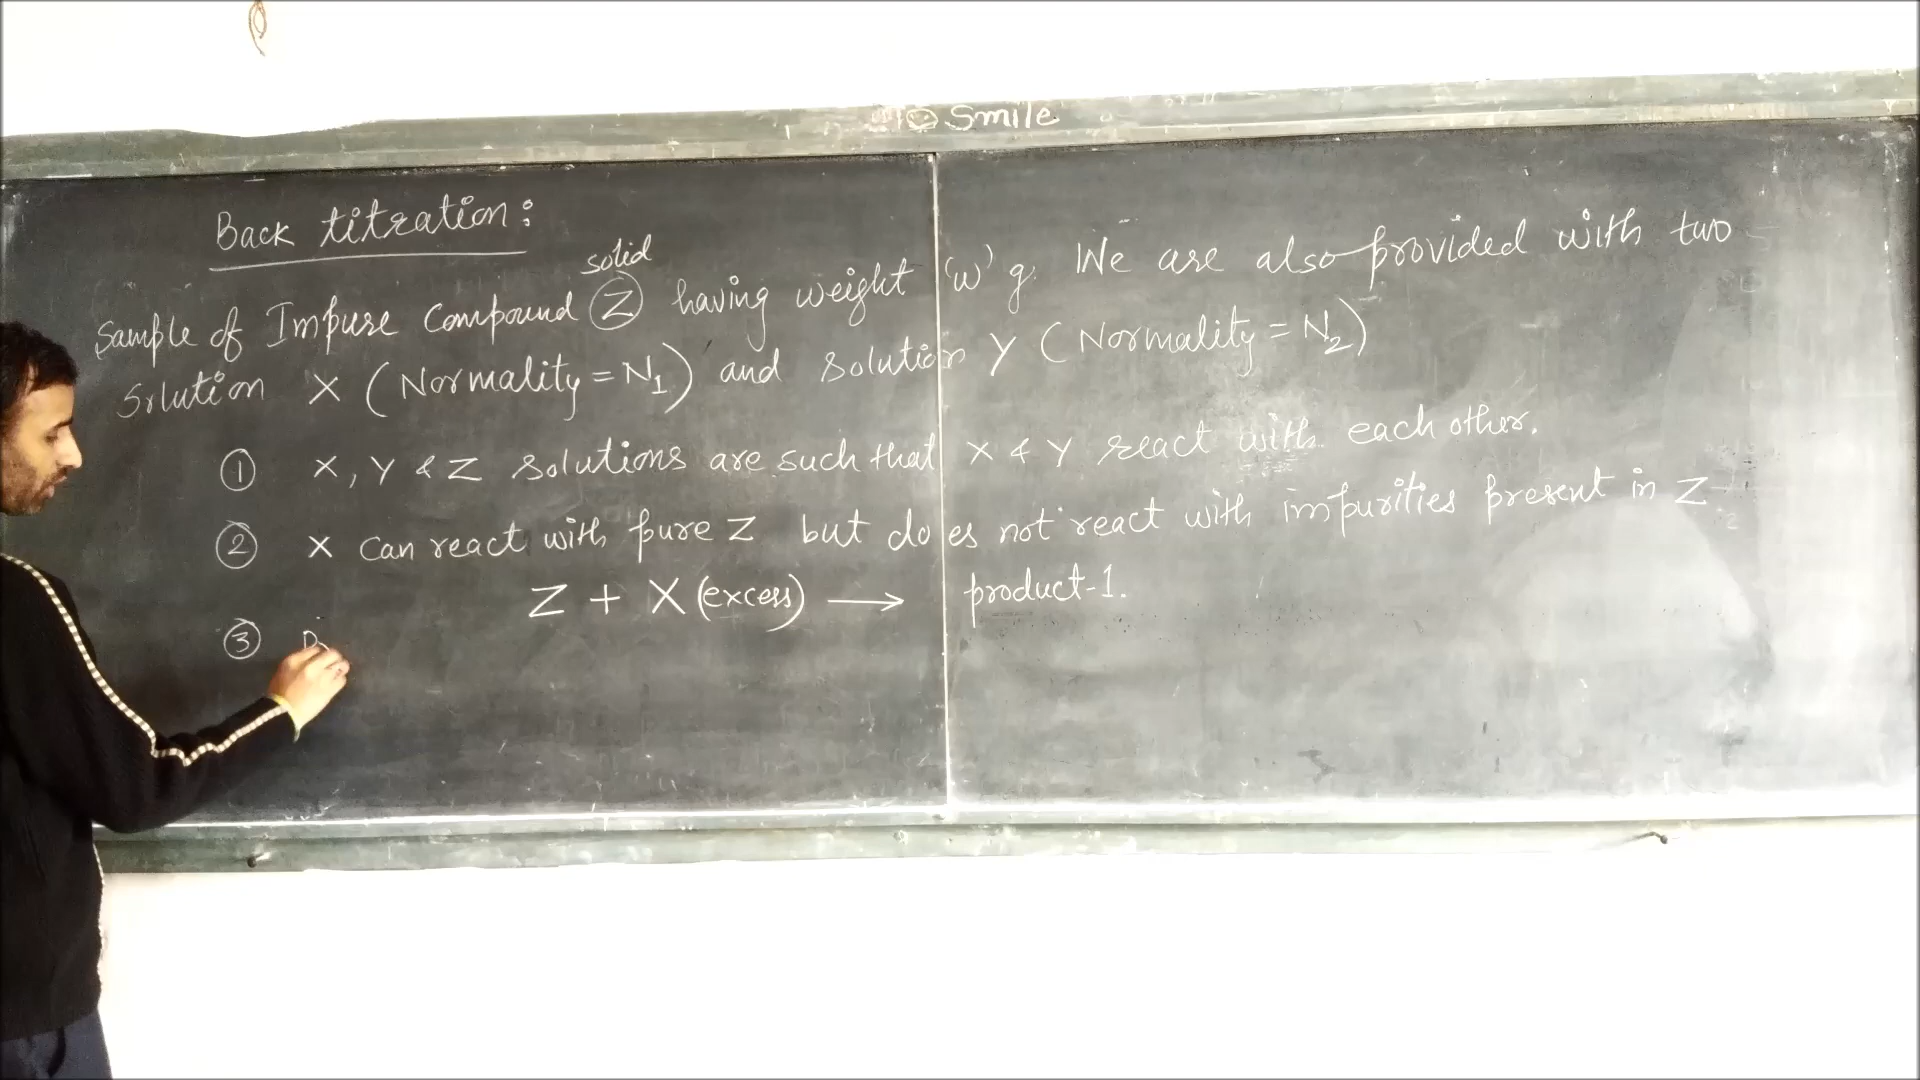 ☺ Smile
Back titration:
solid
Sample of Impure Compound Z having weight 'w' g. We are also provided with two
Solution X (Normality = N₁) and solution Y (Normality = N₂)
① X, Y & Z solutions are such that X & Y react with each other.
② X can react with pure Z but does not react with impurities present in Z
Z + X (excess) ⟶ product-1.
③